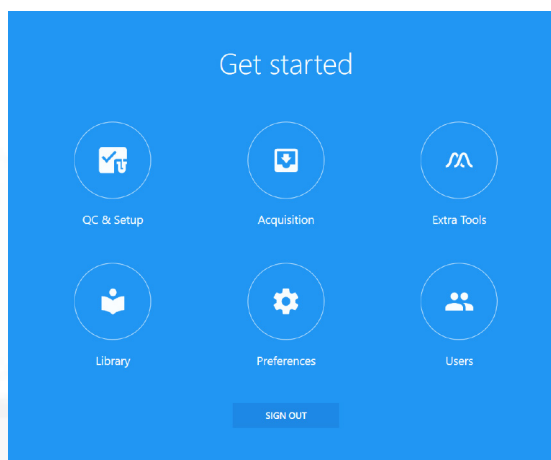 Get started
QC & Setup
Acquisition
Extra Tools
Library
Preferences
Users
SIGN OUT